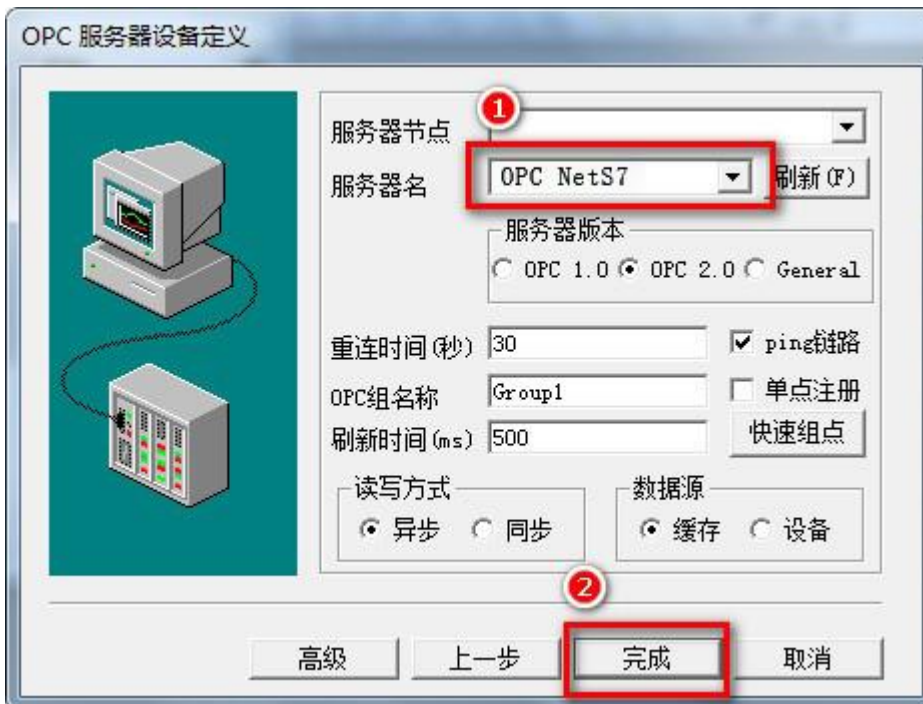 OPC 服务器设备定义
1
服务器节点
服务器名 OPC NetS7 刷新(F)
服务器版本
OPC 1.0 OPC 2.0 General
重连时间(秒) 30 ping链路
OPC组名称 Group1 单点注册
刷新时间(ms) 500 快速组点
读写方式 数据源
异步 同步 缓存 设备
2
高级 上一步 完成 取消